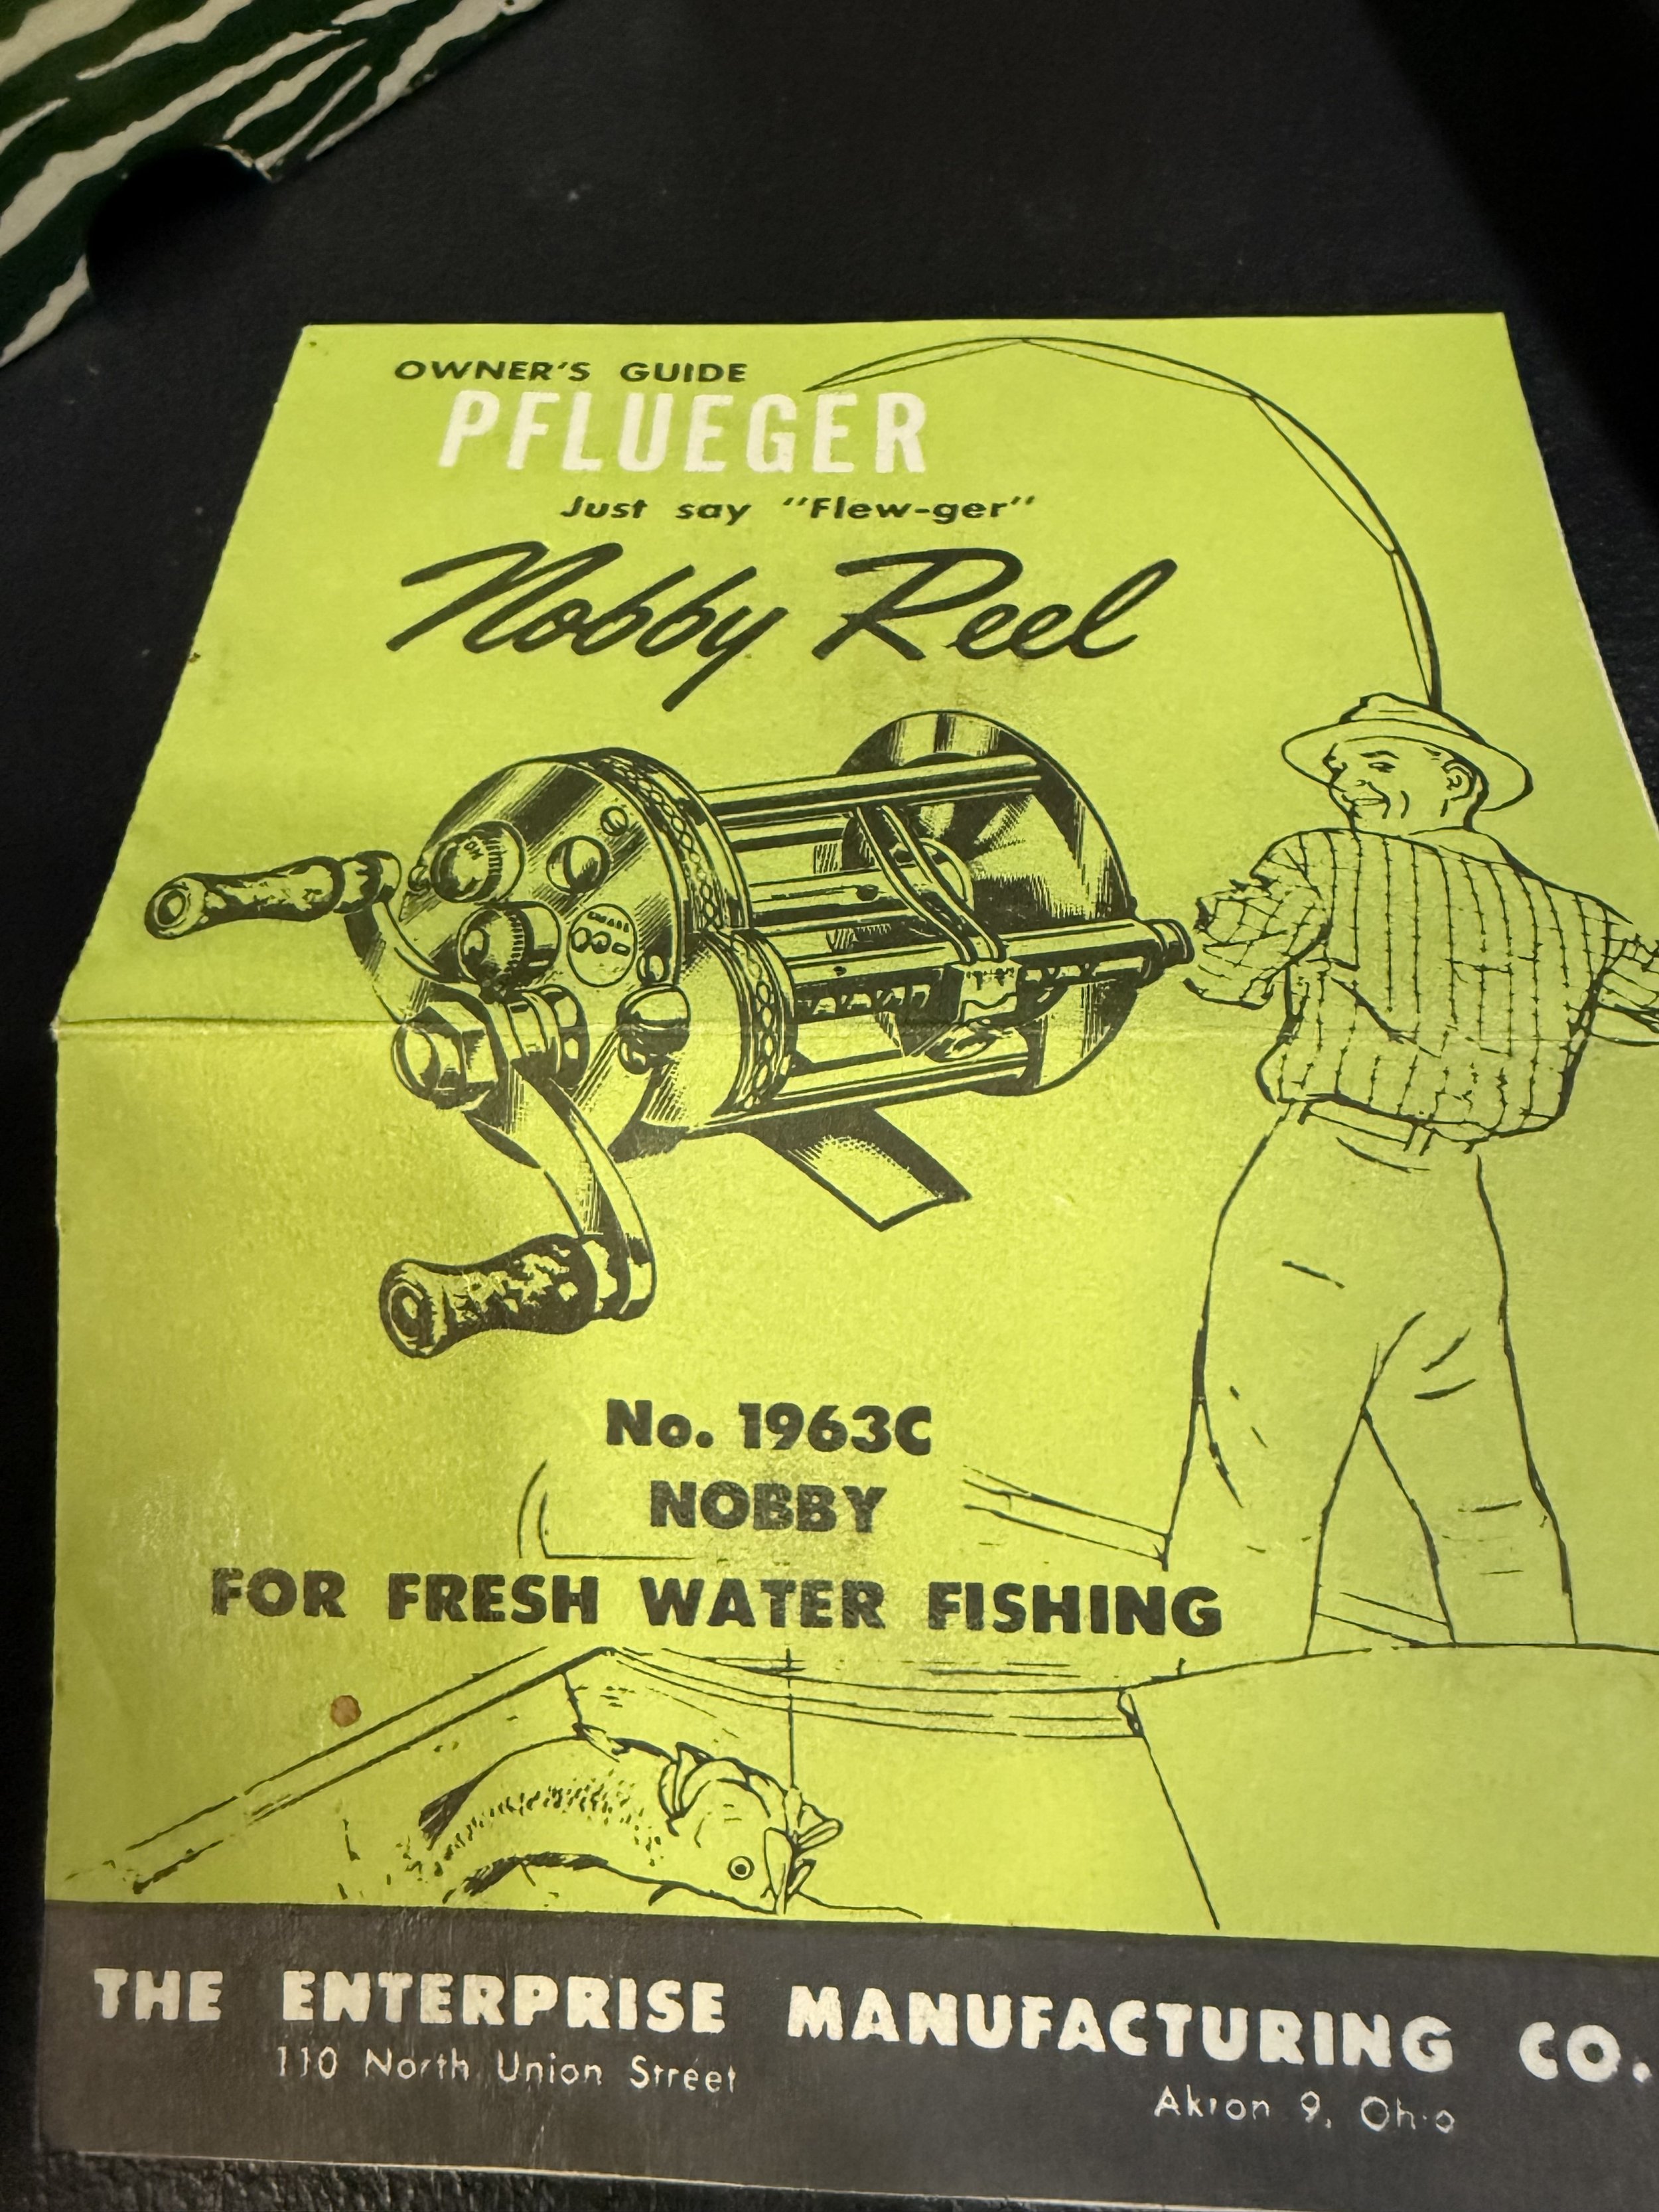 OWNER'S GUIDE
PFLUEGER
Just say "Flew-ger"
Nobby Reel
No. 1963C
NOBBY
FOR FRESH WATER FISHING
THE ENTERPRISE MANUFACTURING CO.
110 North Union Street
Akron 9, Ohio